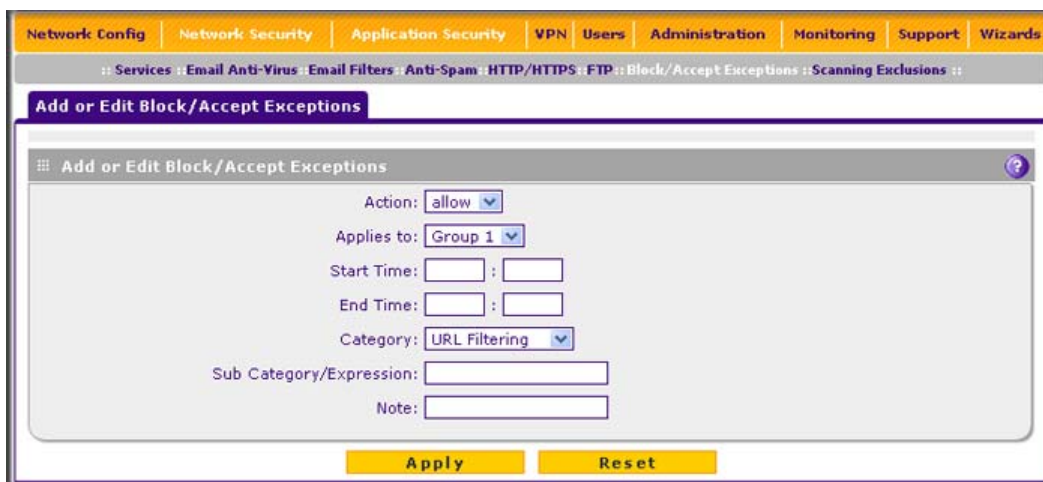 Network Config Network Security Application Security VPN Users Administration Monitoring Support Wizards
:: Services :: Email Anti-Virus :: Email Filters :: Anti-Spam :: HTTP/HTTPS :: FTP :: Block/Accept Exceptions :: Scanning Exclusions ::
Add or Edit Block/Accept Exceptions
Add or Edit Block/Accept Exceptions ?
Action: allow
Applies to: Group 1
Start Time: :
End Time: :
Category: URL Filtering
Sub Category/Expression:
Note:
Apply Reset